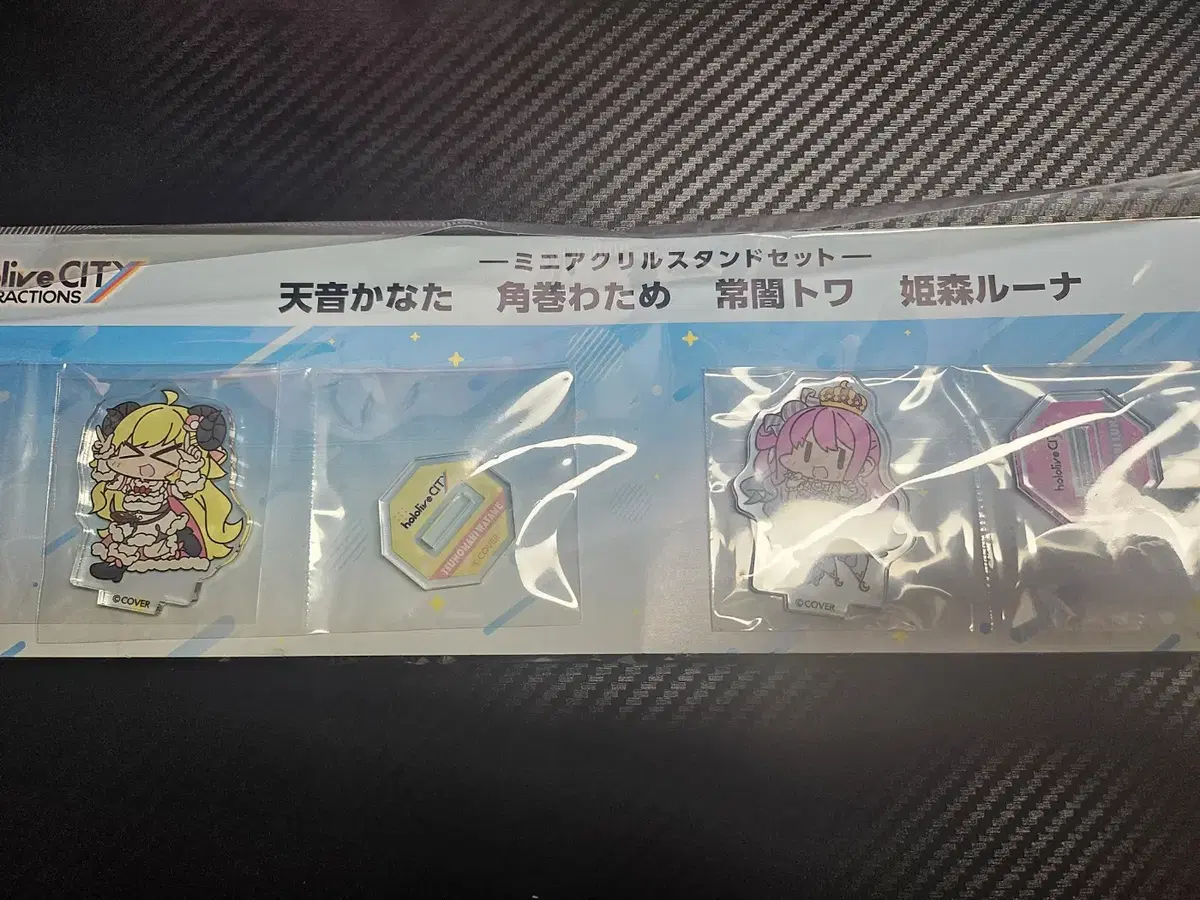 olive CITY
RACTIONS
―ミニアクリルスタンドセット―
天音かなた 角巻わため 常闇トワ 姫森ルーナ
©COVER
hololive CITY
TSUNOMAKI WATAME
©COVER
©COVER
hololive CI